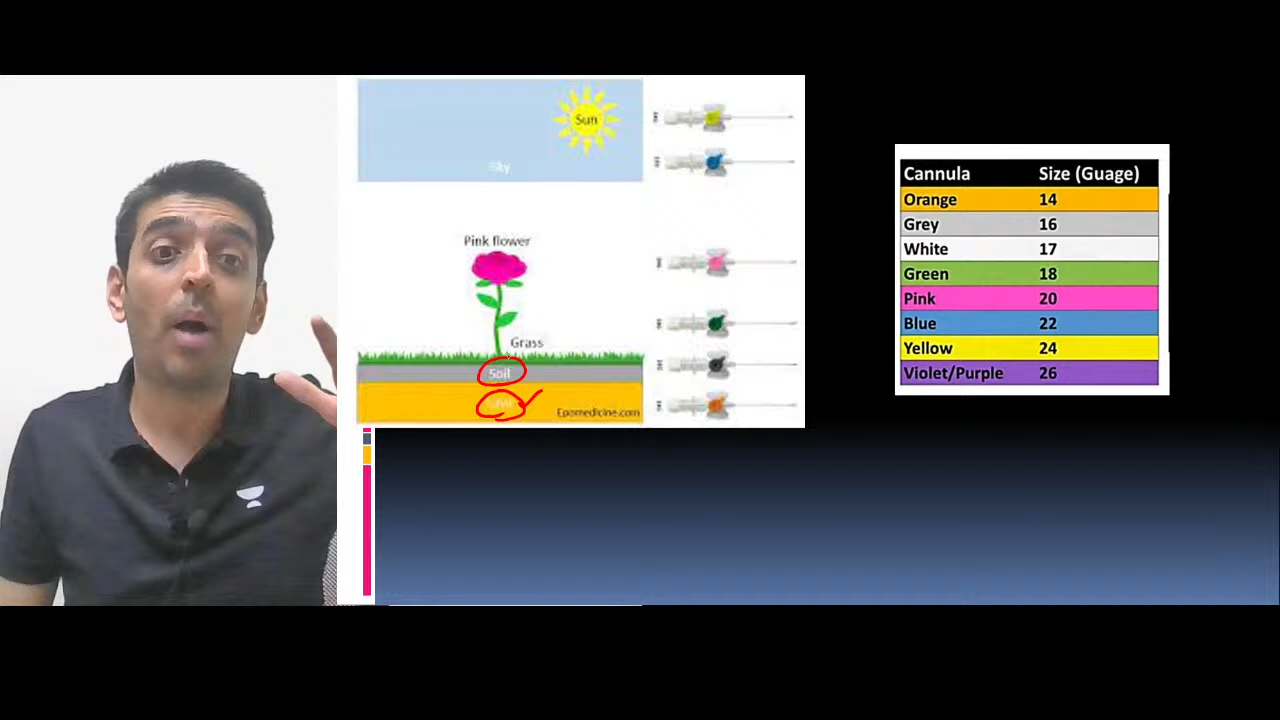 Sun
Sky
Pink flower
Grass
Soil
Epomedicine.com
Cannula Size (Guage)
Orange 14
Grey 16
White 17
Green 18
Pink 20
Blue 22
Yellow 24
Violet/Purple 26